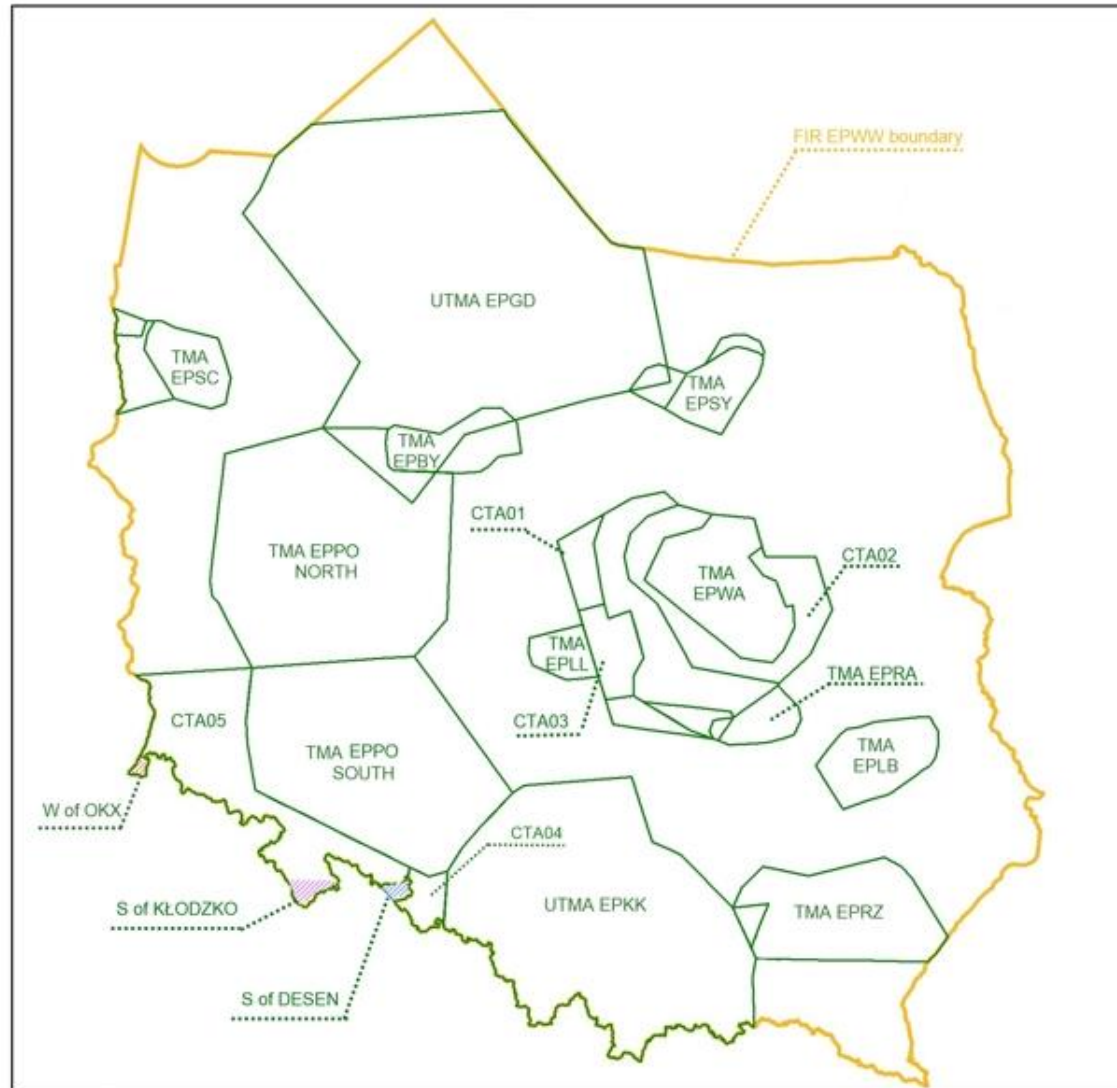 FIR EPWW boundary
UTMA EPGD
TMA
EPSC
TMA
EPSY
TMA
EPBY
CTA01
TMA EPPO
NORTH
CTA02
TMA
EPWA
TMA
EPLL
TMA EPRA
CTA03
CTA05
TMA EPPO
SOUTH
TMA
EPLB
W of OKX
CTA04
S of KŁODZKO
UTMA EPKK
TMA EPRZ
S of DESEN